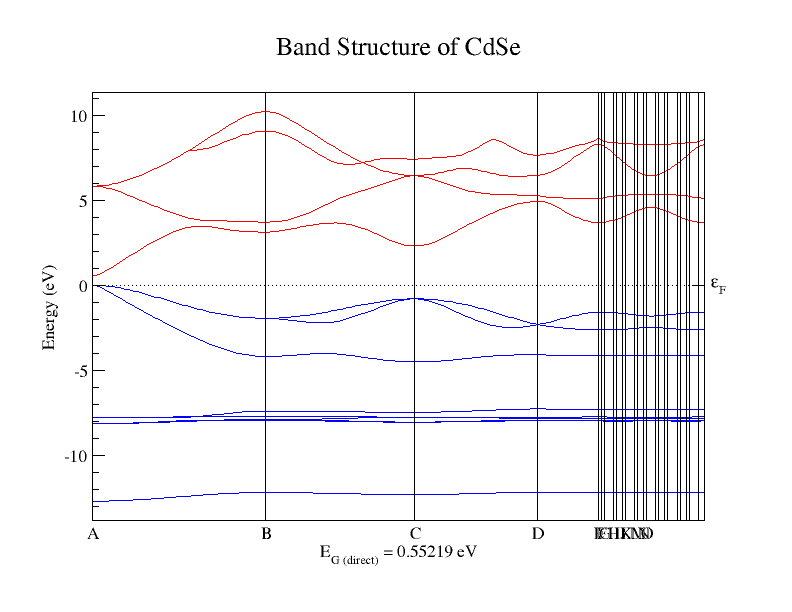 Band Structure of CdSe
10
5
0
-5
-10
Energy (eV)
εF
A B C D
EG (direct) = 0.55219 eV